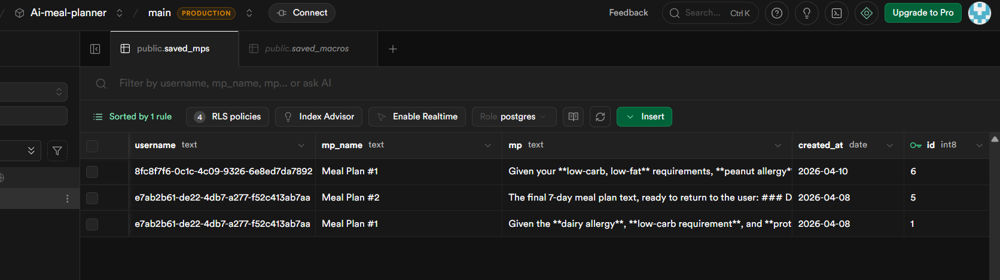 / Ai-meal-planner / main PRODUCTION Connect Feedback Search... Ctrl K ? Upgrade to Pro
public.saved_mps public.saved_macros +
Filter by username, mp_name, mp... or ask AI
Sorted by 1 rule 4 RLS policies Index Advisor Enable Realtime Role postgres Insert
username text mp_name text mp text created_at date id int8
8fc8f7f6-0c1c-4c09-9326-6e8ed7da7892 Meal Plan #1 Given your **low-carb, low-fat** requirements, **peanut allergy* 2026-04-10 6
e7ab2b61-de22-4db7-a277-f52c413ab7aa Meal Plan #2 The final 7-day meal plan text, ready to return to the user: ### D 2026-04-08 5
e7ab2b61-de22-4db7-a277-f52c413ab7aa Meal Plan #1 Given the **dairy allergy**, **low-carb requirement**, and **prot 2026-04-08 1